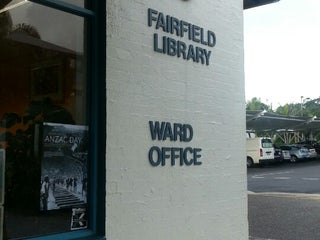 FAIRFIELD
LIBRARY
WARD
OFFICE
ANZAC DAY